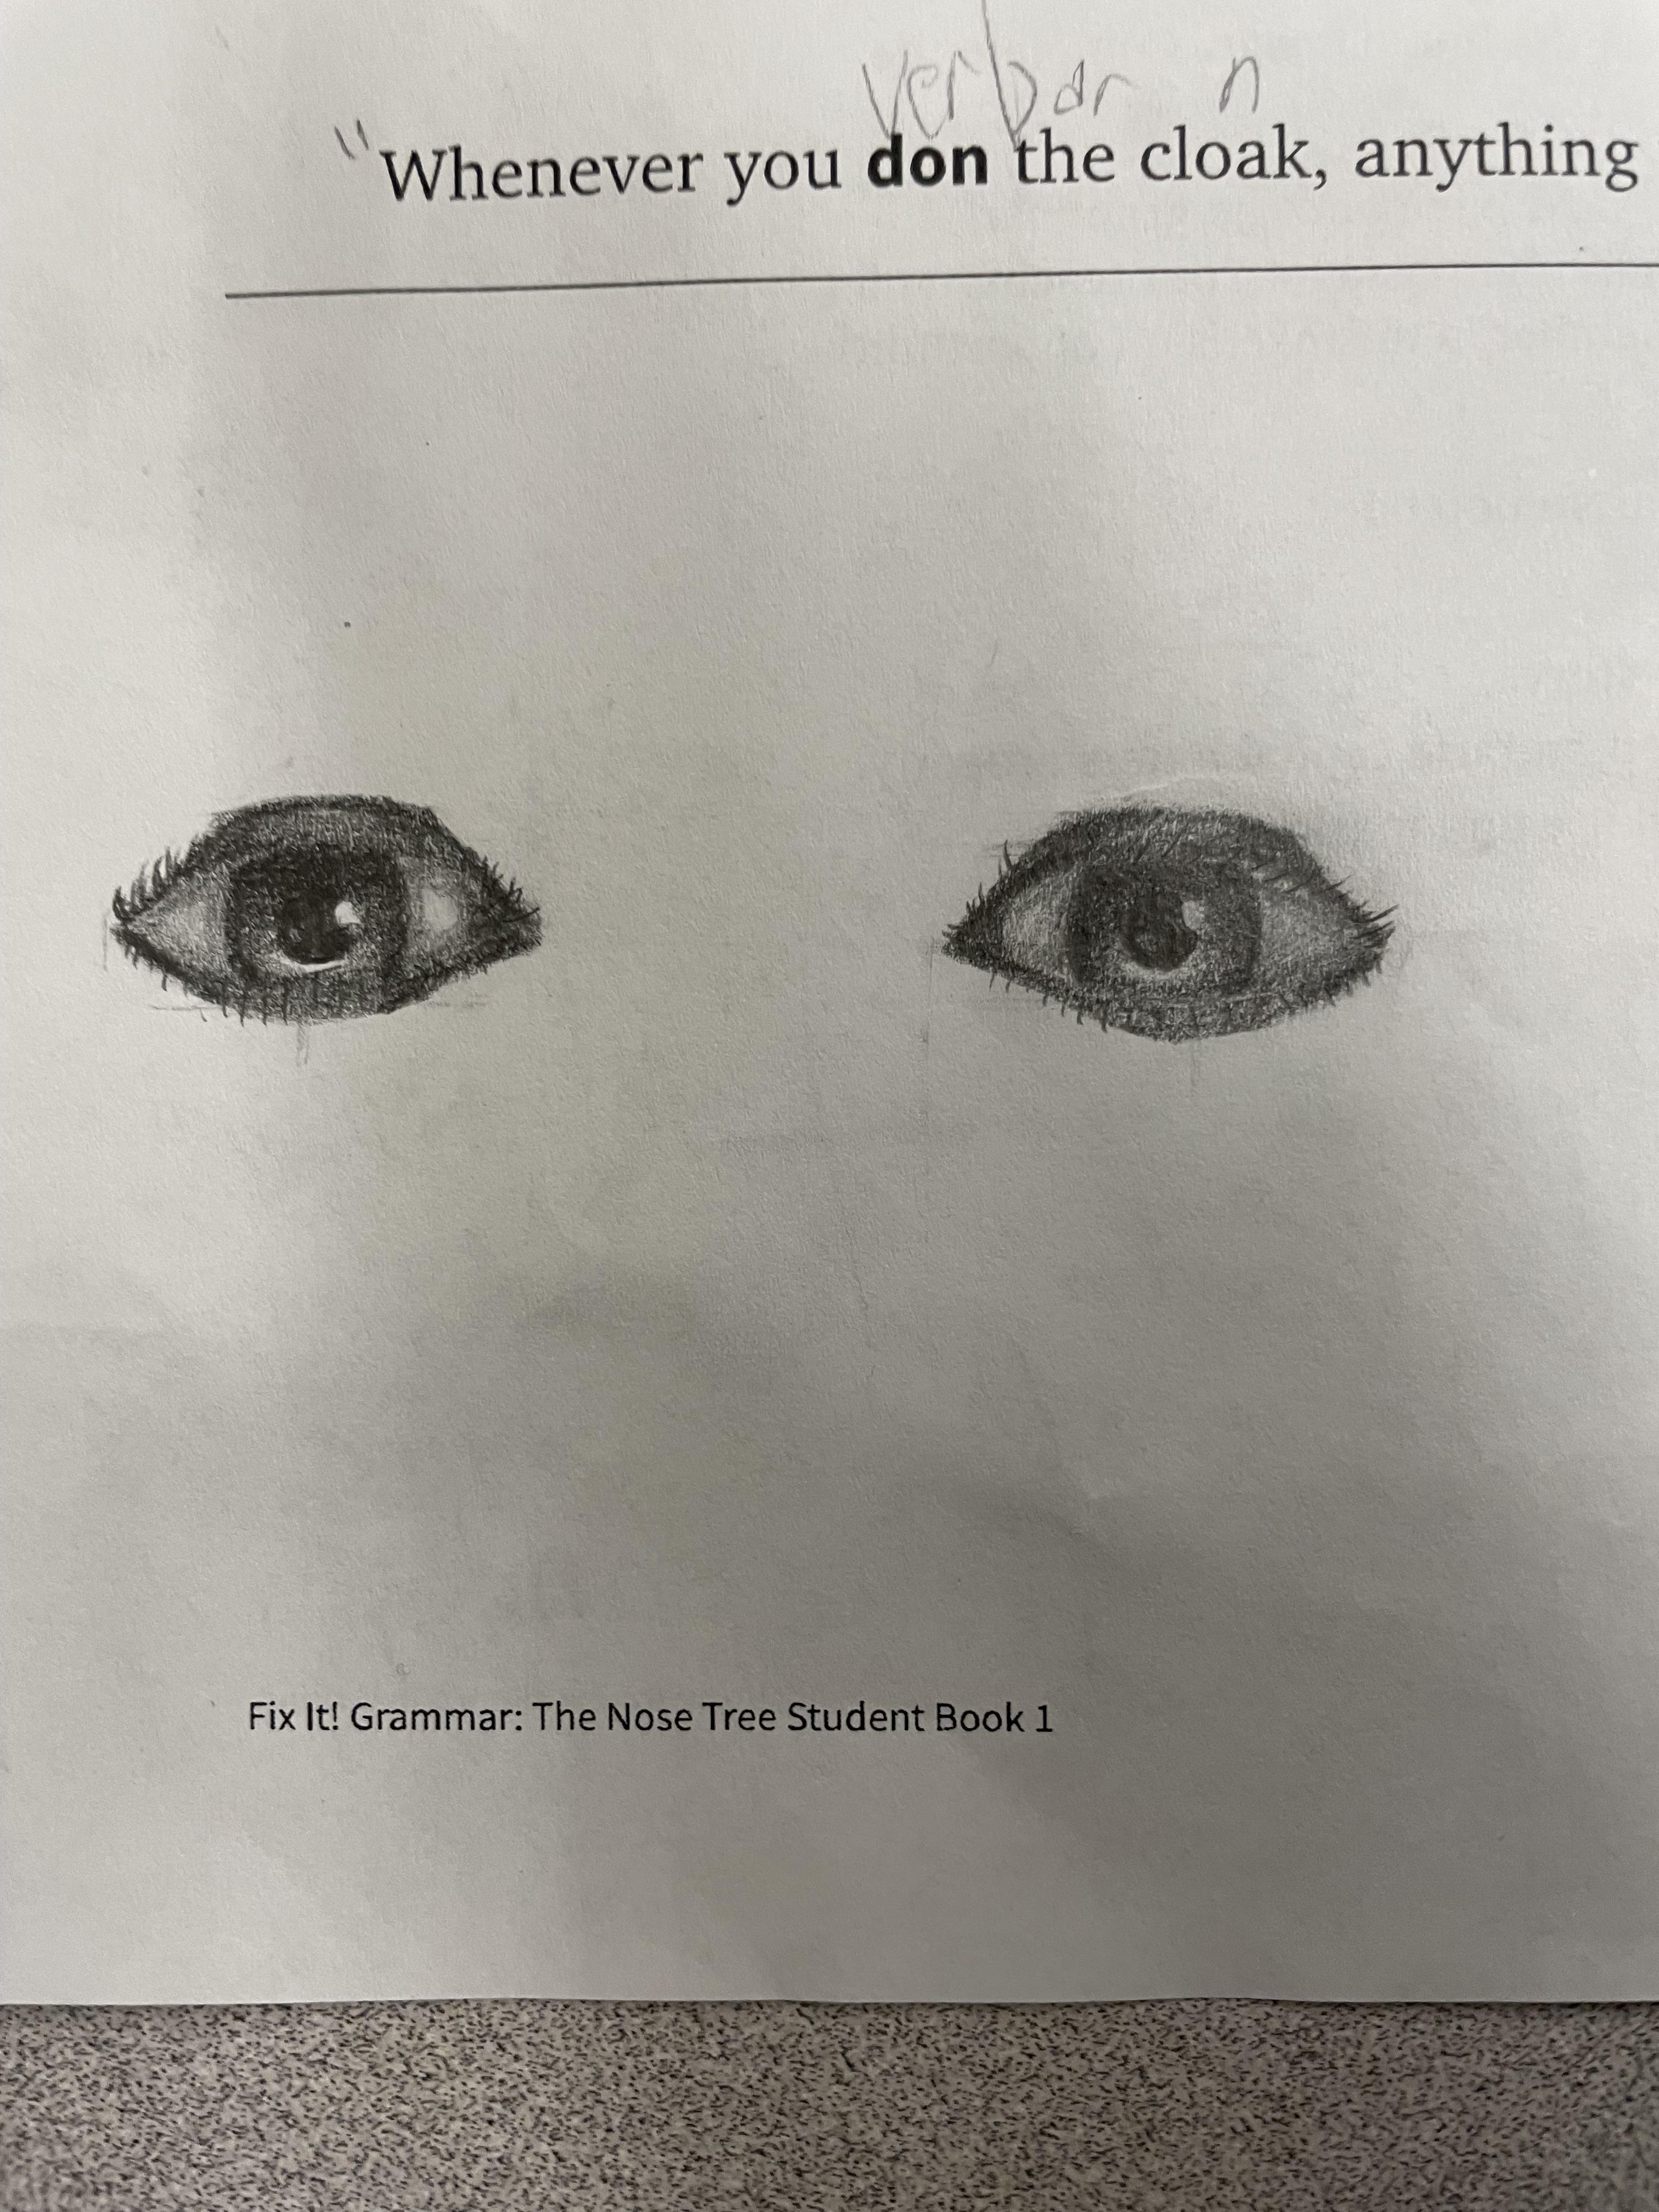 verb ar n
"Whenever you don the cloak, anything
Fix It! Grammar: The Nose Tree Student Book 1